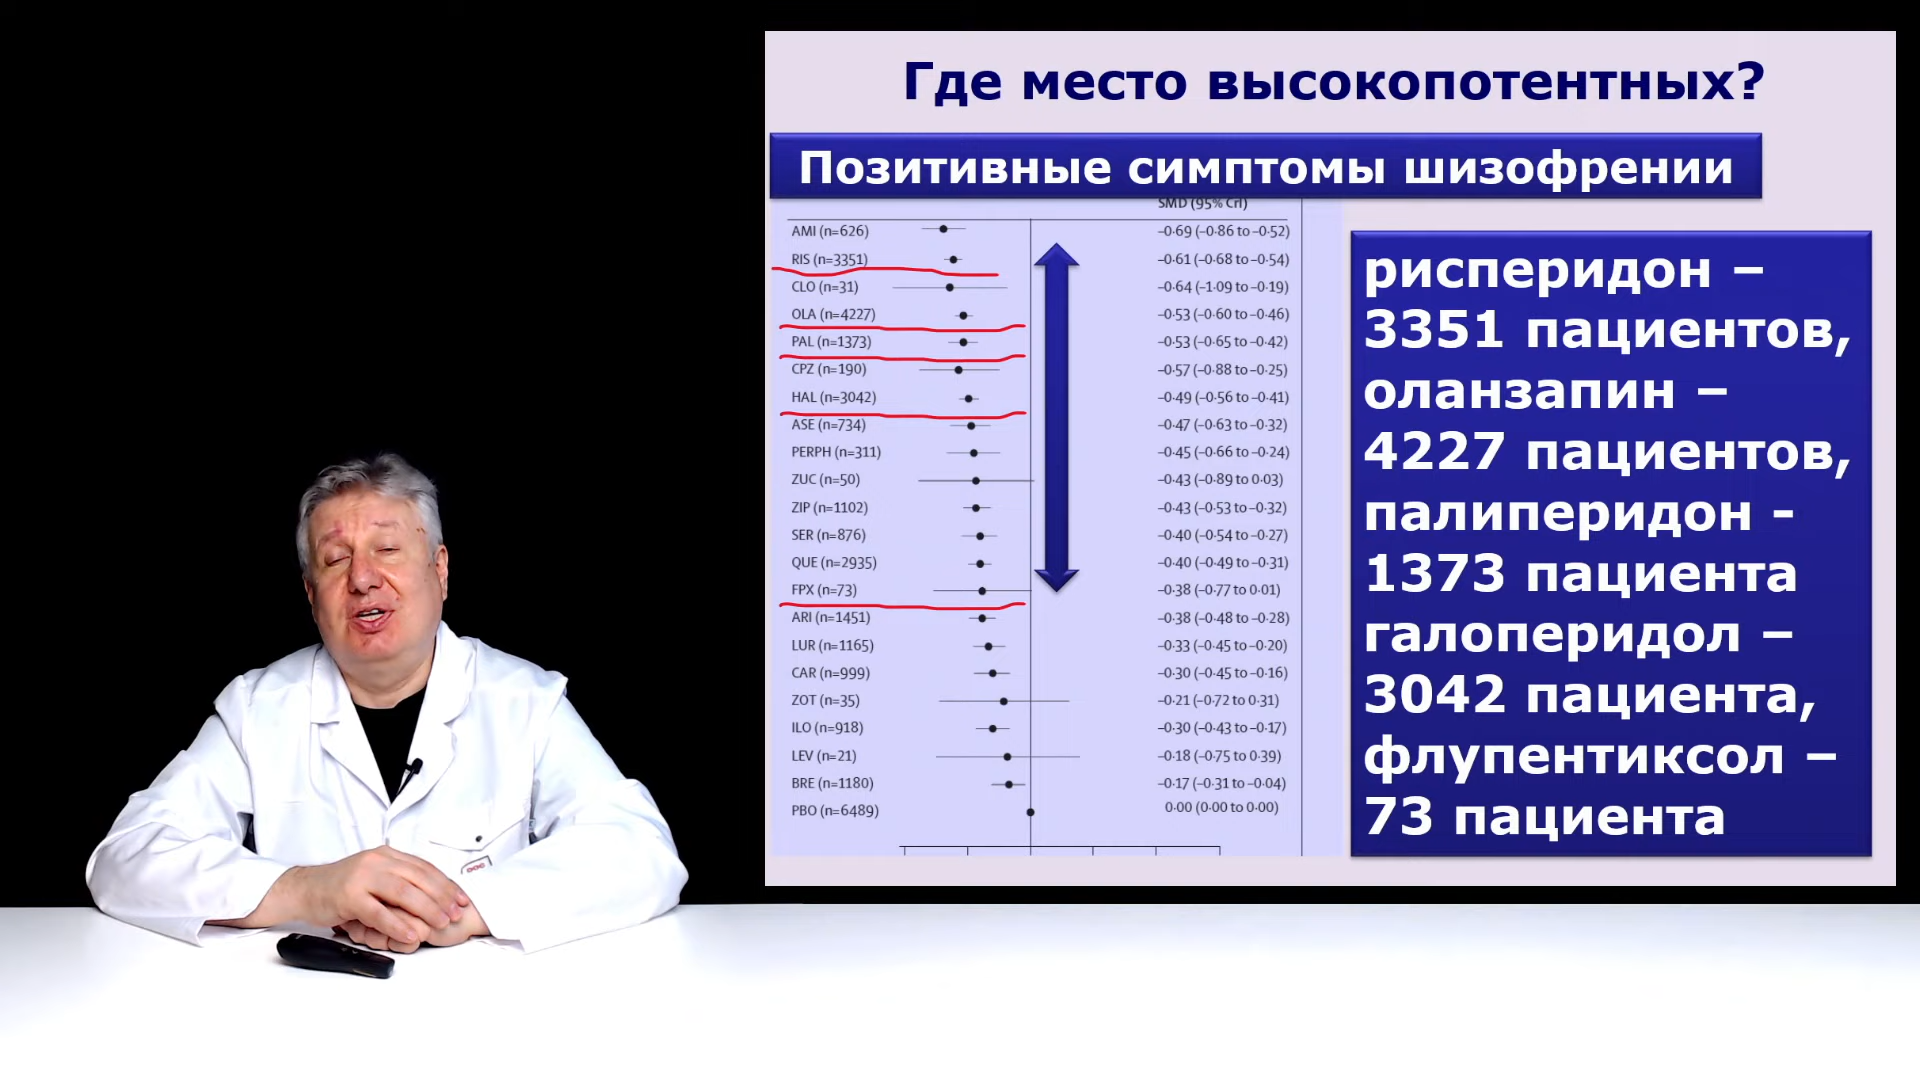 Где место высокопотентных?
Позитивные симптомы шизофрении
SMD (95% CrI)
AMI (n=626) –0·69 (–0·86 to –0·52)
RIS (n=3351) –0·61 (–0·68 to –0·54)
CLO (n=31) –0·64 (–1·09 to –0·19)
OLA (n=4227) –0·53 (–0·60 to –0·46)
PAL (n=1373) –0·53 (–0·65 to –0·42)
CPZ (n=190) –0·57 (–0·88 to –0·25)
HAL (n=3042) –0·49 (–0·56 to –0·41)
ASE (n=734) –0·47 (–0·63 to –0·32)
PERPH (n=311) –0·45 (–0·66 to –0·24)
ZUC (n=50) –0·43 (–0·89 to 0·03)
ZIP (n=1102) –0·43 (–0·53 to –0·32)
SER (n=876) –0·40 (–0·54 to –0·27)
QUE (n=2935) –0·40 (–0·49 to –0·31)
FPX (n=73) –0·38 (–0·77 to 0·01)
ARI (n=1451) –0·38 (–0·48 to –0·28)
LUR (n=1165) –0·33 (–0·45 to –0·20)
CAR (n=999) –0·30 (–0·45 to –0·16)
ZOT (n=35) –0·21 (–0·72 to 0·31)
ILO (n=918) –0·30 (–0·43 to –0·17)
LEV (n=21) –0·18 (–0·75 to 0·39)
BRE (n=1180) –0·17 (–0·31 to –0·04)
PBO (n=6489) 0·00 (0·00 to 0·00)
рисперидон –
3351 пациентов,
оланзапин –
4227 пациентов,
палиперидон -
1373 пациента
галоперидол –
3042 пациента,
флупентиксол –
73 пациента